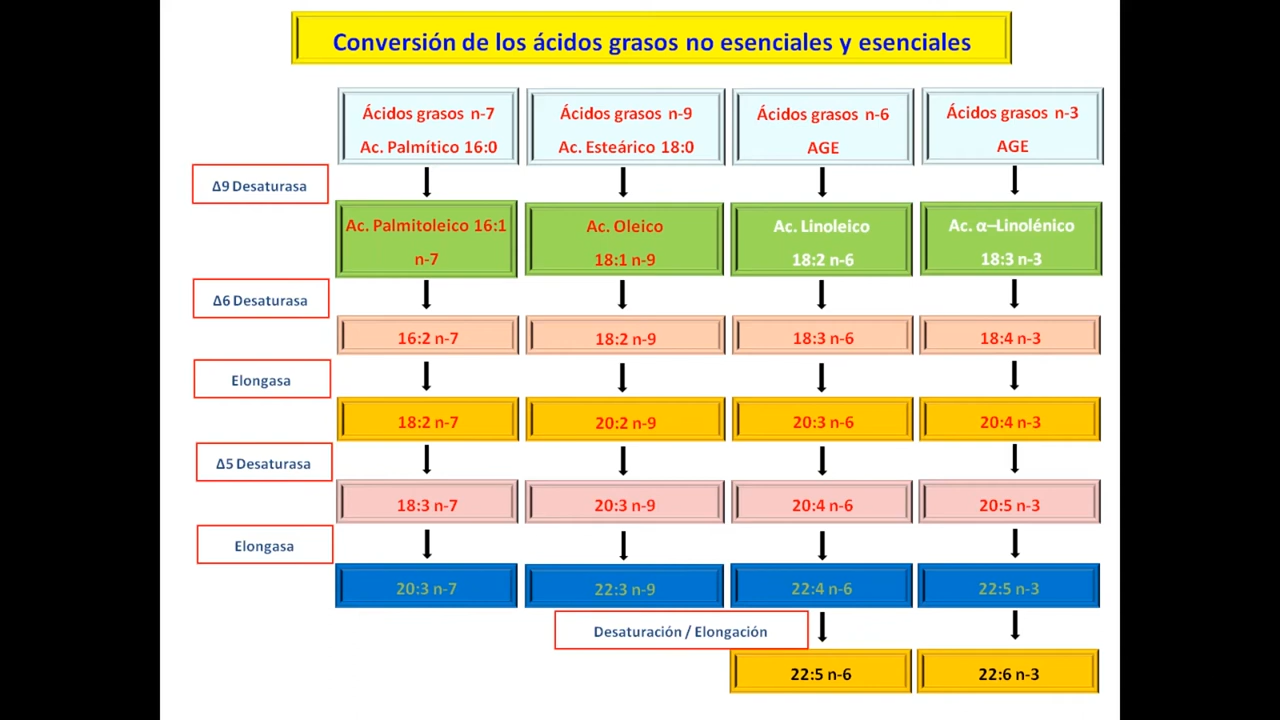 Conversión de los ácidos grasos no esenciales y esenciales
Ácidos grasos n-7
Ac. Palmítico 16:0
Ácidos grasos n-9
Ac. Esteárico 18:0
Ácidos grasos n-6
AGE
Ácidos grasos n-3
AGE
Δ9 Desaturasa
Ac. Palmitoleico 16:1
n-7
Ac. Oleico
18:1 n-9
Ac. Linoleico
18:2 n-6
Ac. α–Linolénico
18:3 n-3
Δ6 Desaturasa
16:2 n-7
18:2 n-9
18:3 n-6
18:4 n-3
Elongasa
18:2 n-7
20:2 n-9
20:3 n-6
20:4 n-3
Δ5 Desaturasa
18:3 n-7
20:3 n-9
20:4 n-6
20:5 n-3
Elongasa
20:3 n-7
22:3 n-9
22:4 n-6
22:5 n-3
Desaturación / Elongación
22:5 n-6
22:6 n-3